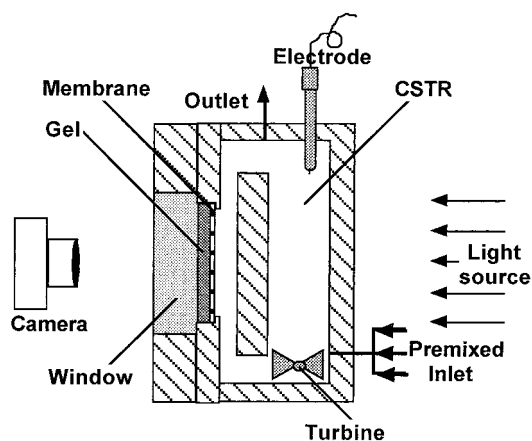 Electrode
Membrane
Outlet
CSTR
Gel
Light
source
Camera
Premixed
Inlet
Window
Turbine